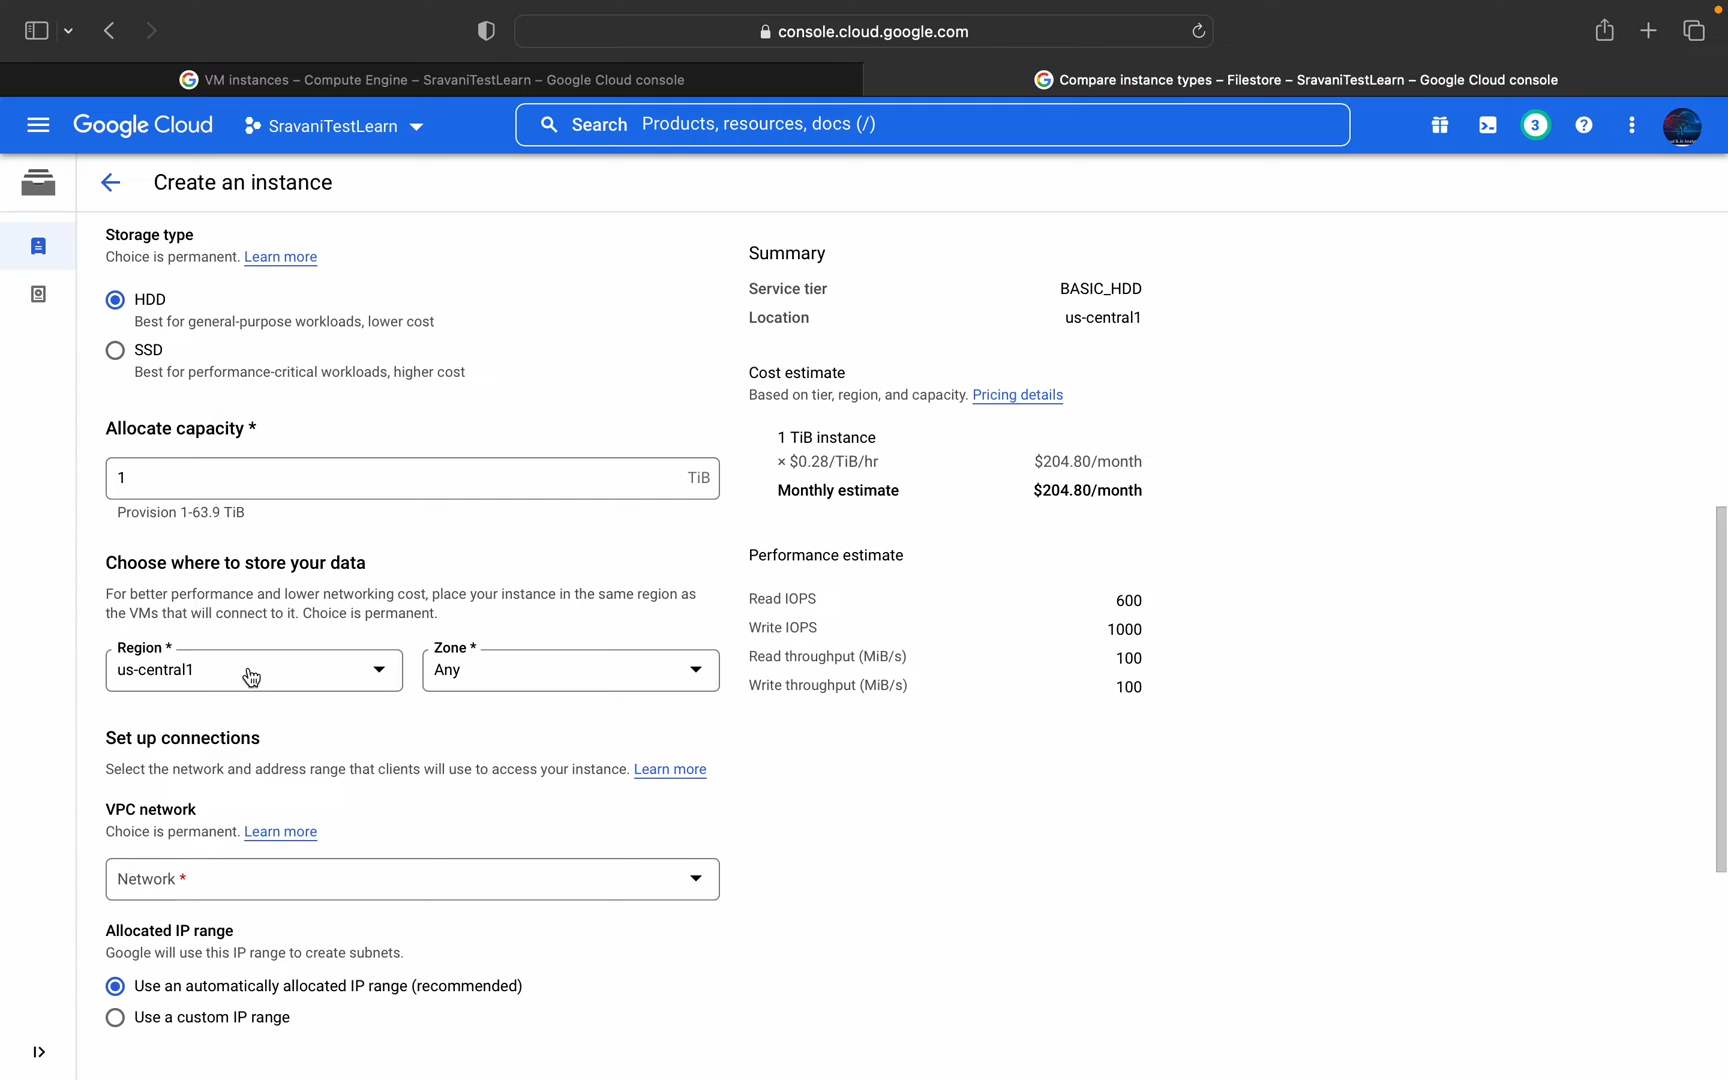 console.cloud.google.com
VM instances – Compute Engine – SravaniTestLearn – Google Cloud console
Compare instance types – Filestore – SravaniTestLearn – Google Cloud console
Google Cloud
SravaniTestLearn
Search Products, resources, docs (/)
3
Create an instance
Storage type
Choice is permanent. Learn more
HDD
Best for general-purpose workloads, lower cost
SSD
Best for performance-critical workloads, higher cost
Allocate capacity *
1 TiB
Provision 1-63.9 TiB
Choose where to store your data
For better performance and lower networking cost, place your instance in the same region as
the VMs that will connect to it. Choice is permanent.
Region *
us-central1
Zone *
Any
Set up connections
Select the network and address range that clients will use to access your instance. Learn more
VPC network
Choice is permanent. Learn more
Network *
Allocated IP range
Google will use this IP range to create subnets.
Use an automatically allocated IP range (recommended)
Use a custom IP range
Summary
Service tier BASIC_HDD
Location us-central1
Cost estimate
Based on tier, region, and capacity. Pricing details
1 TiB instance
× $0.28/TiB/hr $204.80/month
Monthly estimate $204.80/month
Performance estimate
Read IOPS 600
Write IOPS 1000
Read throughput (MiB/s) 100
Write throughput (MiB/s) 100